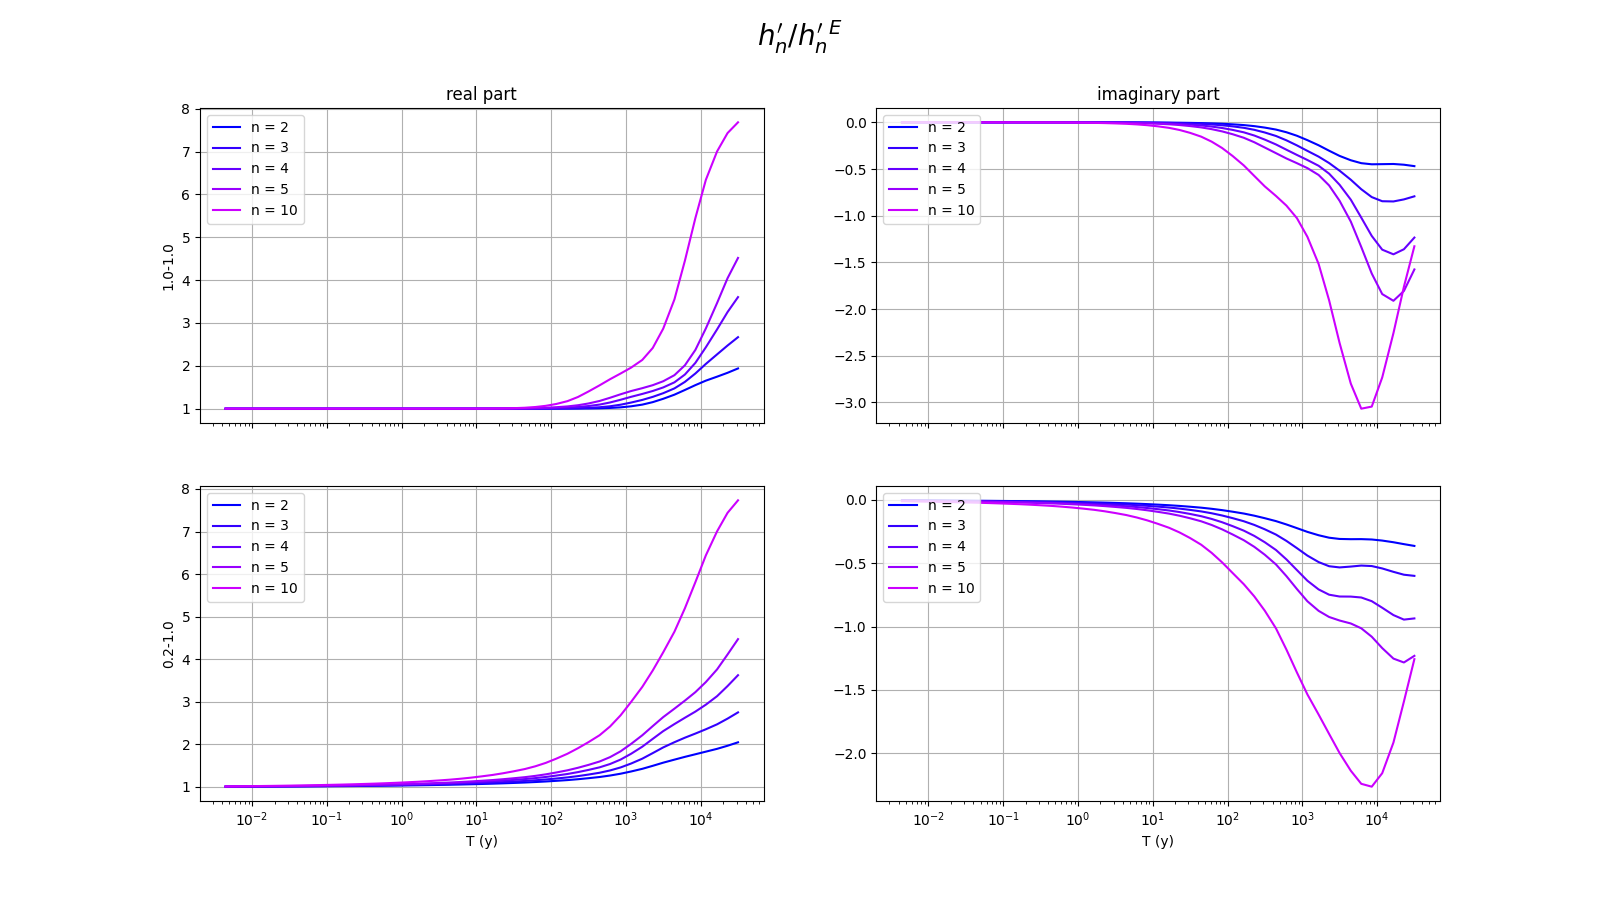 h′ₙ/h′ₙᴱ
real part
8
7
6
5
4
3
2
1
1.0-1.0
n = 2
n = 3
n = 4
n = 5
n = 10
imaginary part
0.0
−0.5
−1.0
−1.5
−2.0
−2.5
−3.0
n = 2
n = 3
n = 4
n = 5
n = 10
8
7
6
5
4
3
2
1
0.2-1.0
n = 2
n = 3
n = 4
n = 5
n = 10
10⁻² 10⁻¹ 10⁰ 10¹ 10² 10³ 10⁴
T (y)
0.0
−0.5
−1.0
−1.5
−2.0
n = 2
n = 3
n = 4
n = 5
n = 10
10⁻² 10⁻¹ 10⁰ 10¹ 10² 10³ 10⁴
T (y)